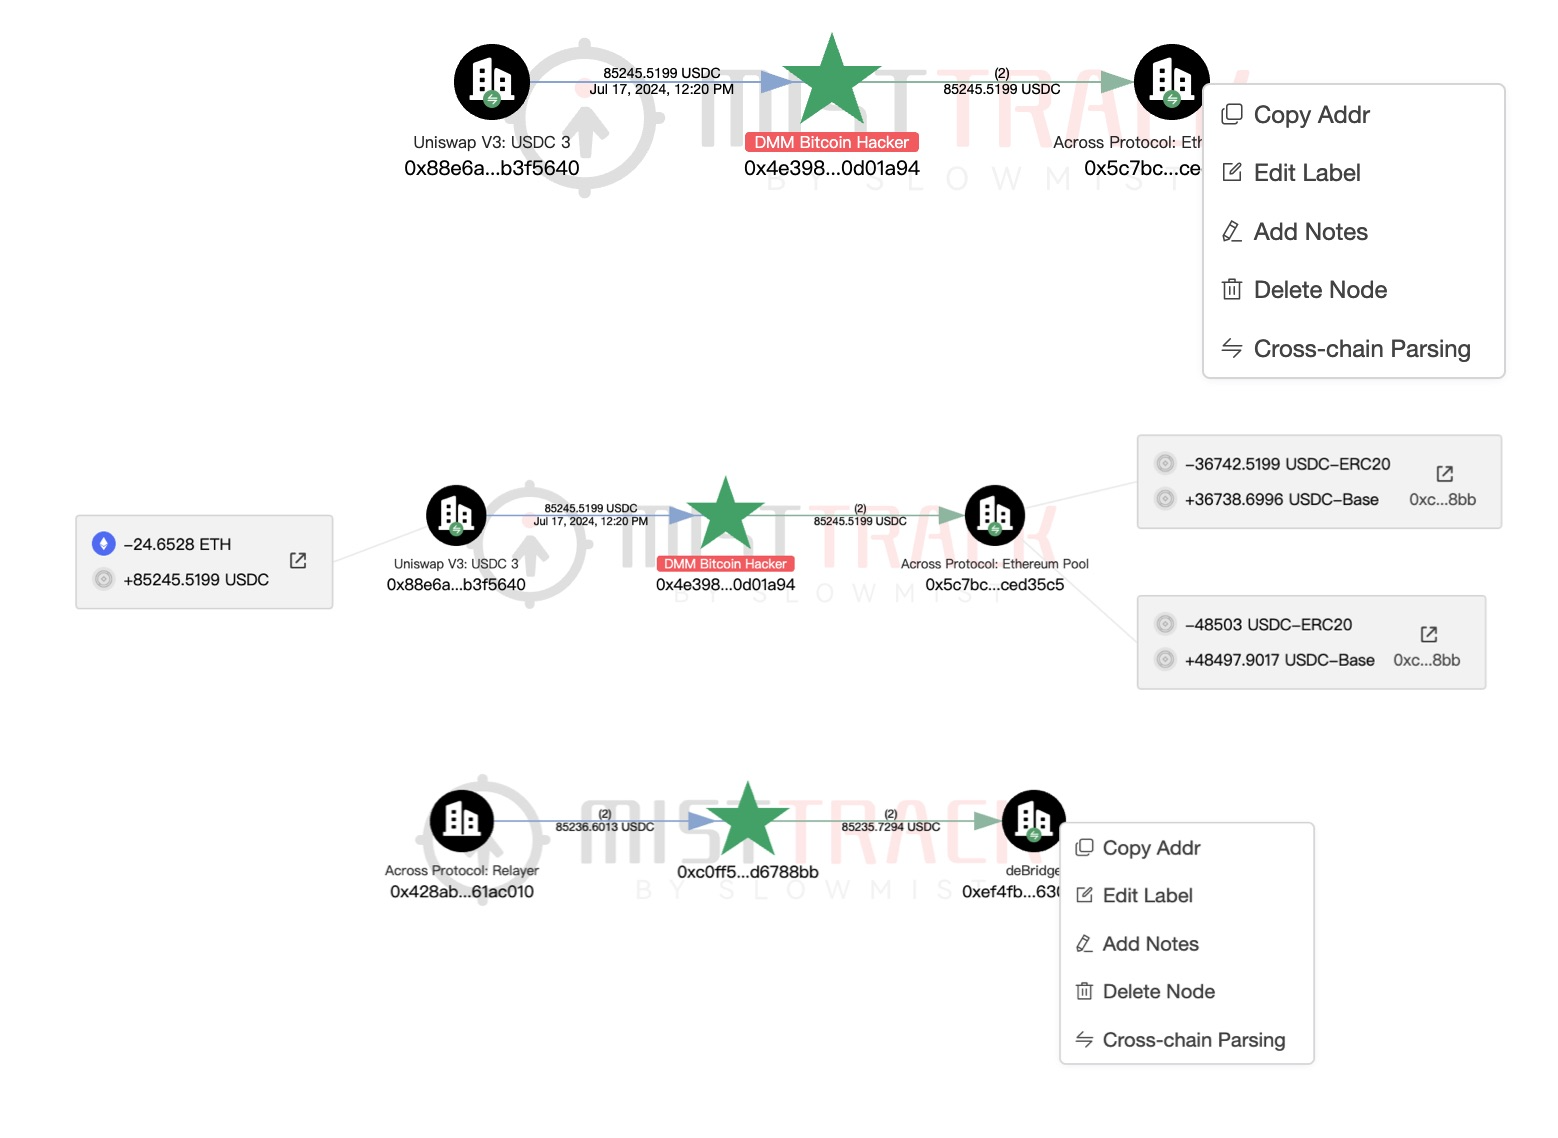 MISTTRACK
BY SLOWMIST
85245.5199 USDC
Jul 17, 2024, 12:20 PM
(2)
85245.5199 USDC
Uniswap V3: USDC 3
0x88e6a...b3f5640
DMM Bitcoin Hacker
0x4e398...0d01a94
Across Protocol: Eth
0x5c7bc...ce
Copy Addr
Edit Label
Add Notes
Delete Node
Cross-chain Parsing
-24.6528 ETH
+85245.5199 USDC
MISTTRACK
BY SLOWMIST
85245.5199 USDC
Jul 17, 2024, 12:20 PM
(2)
85245.5199 USDC
Uniswap V3: USDC 3
0x88e6a...b3f5640
DMM Bitcoin Hacker
0x4e398...0d01a94
Across Protocol: Ethereum Pool
0x5c7bc...ced35c5
-36742.5199 USDC-ERC20
+36738.6996 USDC-Base 0xc...8bb
-48503 USDC-ERC20
+48497.9017 USDC-Base 0xc...8bb
MISTTRACK
BY SLOWMIST
(2)
85236.6013 USDC
(2)
85235.7294 USDC
Across Protocol: Relayer
0x428ab...61ac010
0xc0ff5...d6788bb
deBridge
0xef4fb...630
Copy Addr
Edit Label
Add Notes
Delete Node
Cross-chain Parsing